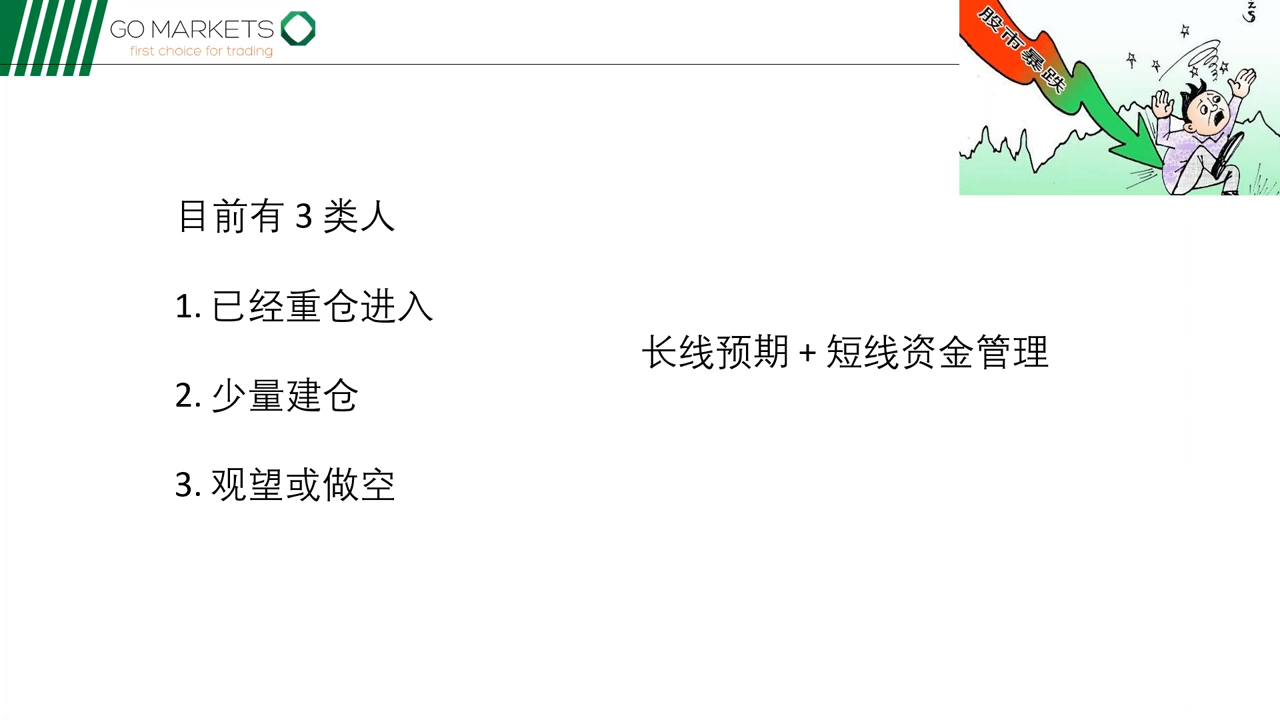 GO MARKETS
first choice for trading
股市暴跌
目前有 3 类人
1. 已经重仓进入
2. 少量建仓
3. 观望或做空
长线预期 + 短线资金管理